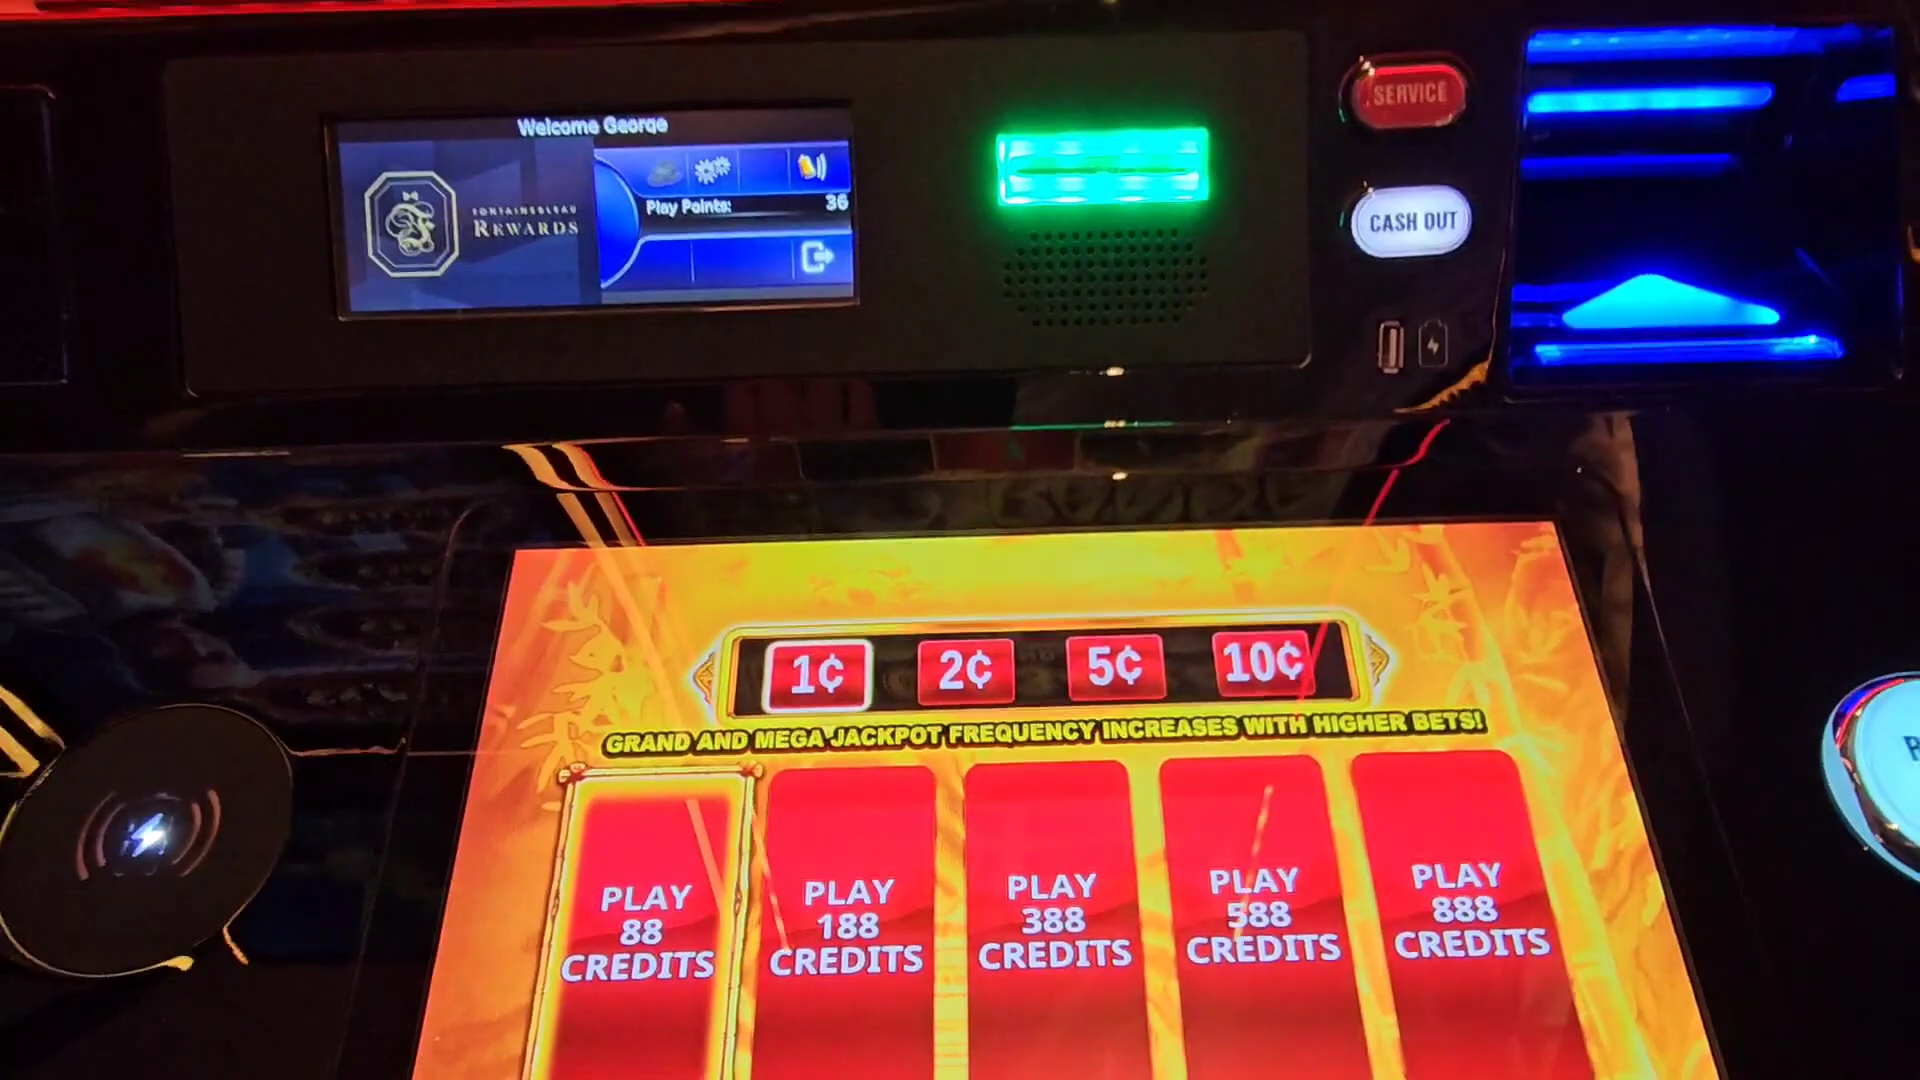 Welcome George
FONTAINEBLEAU
REWARDS
Play Points: 36
SERVICE
CASH OUT
1¢ 2¢ 5¢ 10¢
GRAND AND MEGA JACKPOT FREQUENCY INCREASES WITH HIGHER BETS!
PLAY
88
CREDITS
PLAY
188
CREDITS
PLAY
388
CREDITS
PLAY
588
CREDITS
PLAY
888
CREDITS